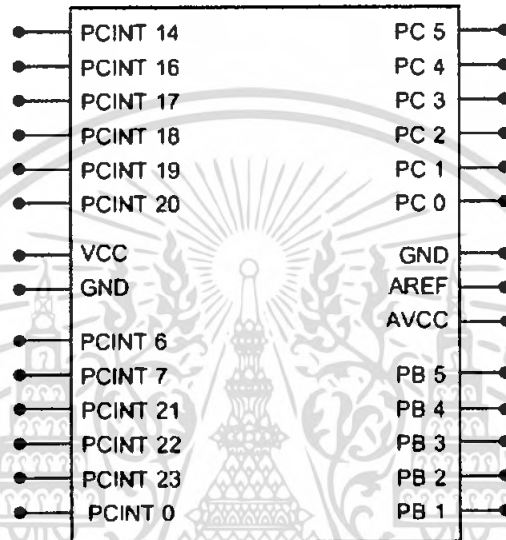 PCINT 14
PCINT 16
PCINT 17
PCINT 18
PCINT 19
PCINT 20
VCC
GND
PCINT 6
PCINT 7
PCINT 21
PCINT 22
PCINT 23
PCINT 0
PC 5
PC 4
PC 3
PC 2
PC 1
PC 0
GND
AREF
AVCC
PB 5
PB 4
PB 3
PB 2
PB 1